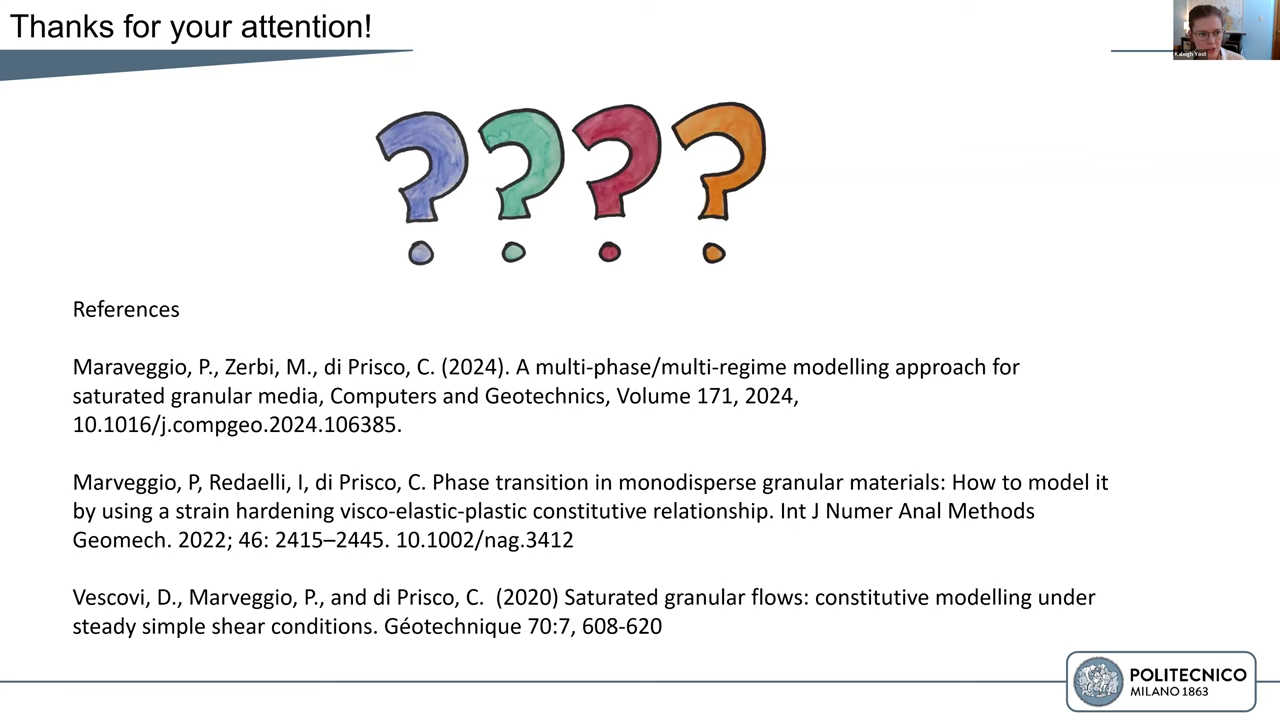 Thanks for your attention!
Kaleigh Yost
????
References
Maraveggio, P., Zerbi, M., di Prisco, C. (2024). A multi-phase/multi-regime modelling approach for
saturated granular media, Computers and Geotechnics, Volume 171, 2024,
10.1016/j.compgeo.2024.106385.
Marveggio, P, Redaelli, I, di Prisco, C. Phase transition in monodisperse granular materials: How to model it
by using a strain hardening visco-elastic-plastic constitutive relationship. Int J Numer Anal Methods
Geomech. 2022; 46: 2415–2445. 10.1002/nag.3412
Vescovi, D., Marveggio, P., and di Prisco, C. (2020) Saturated granular flows: constitutive modelling under
steady simple shear conditions. Géotechnique 70:7, 608-620
POLITECNICO
MILANO 1863